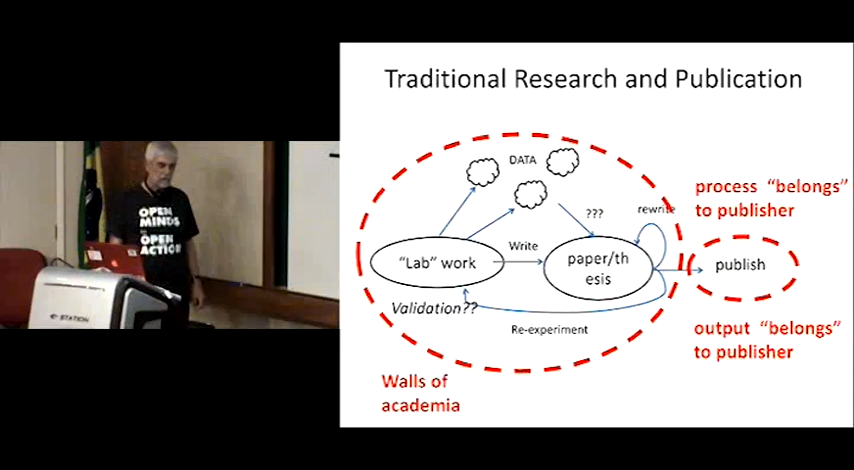 Traditional Research and Publication
DATA
process "belongs"
to publisher
???
rewrite
Write
"Lab" work
paper/th
esis
publish
Validation??
Re-experiment
output "belongs"
to publisher
Walls of
academia
OPEN
MINDS
OPEN
ACTION
e-STATION